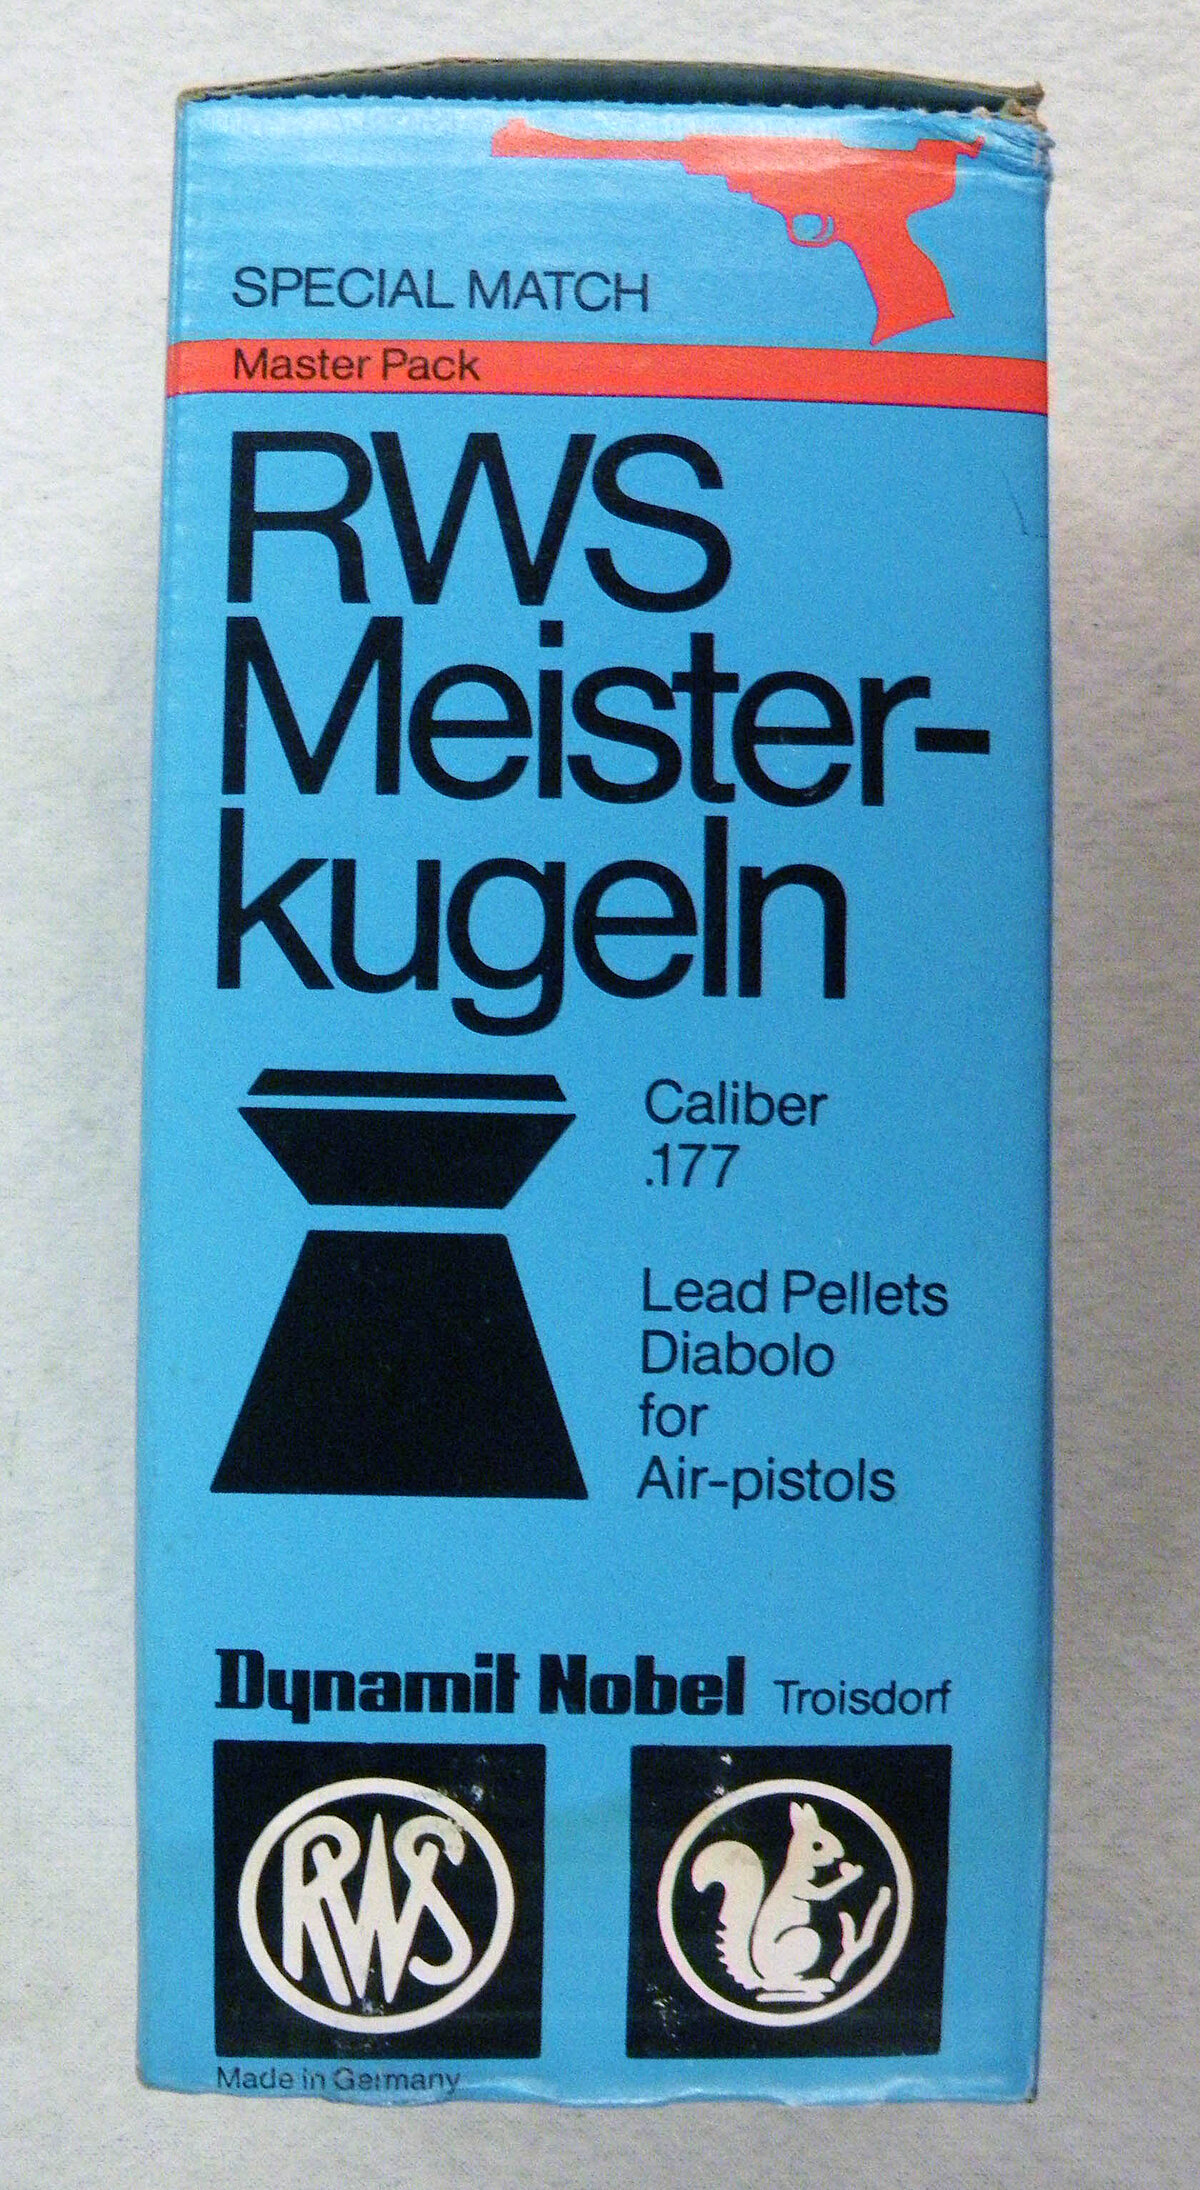 SPECIAL MATCH
Master Pack
RWS
Meister-
kugeln
Caliber
.177
Lead Pellets
Diabolo
for
Air-pistols
Dynamit Nobel Troisdorf
RWS
Made in Germany